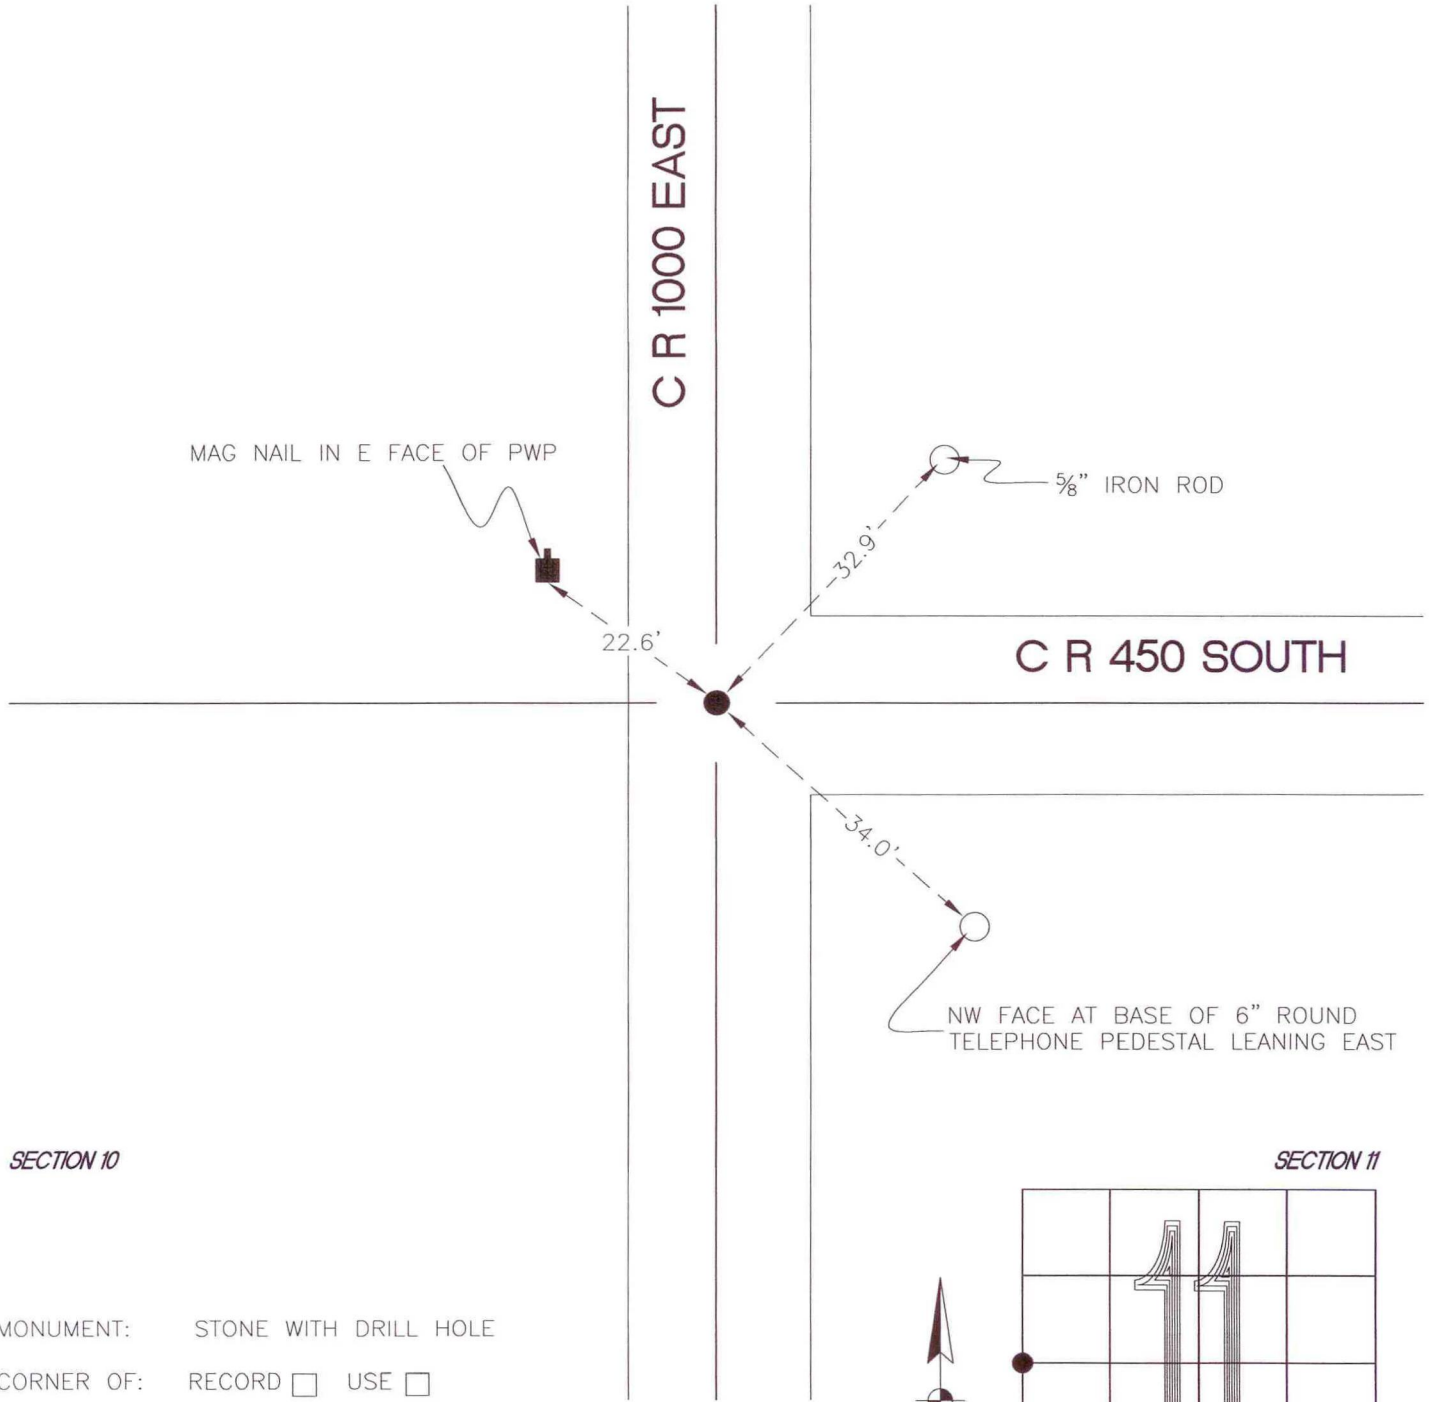 C R 1000 EAST
MAG NAIL IN E FACE OF PWP
5/8" IRON ROD
32.9'
22.6'
C R 450 SOUTH
34.0'
NW FACE AT BASE OF 6" ROUND
TELEPHONE PEDESTAL LEANING EAST
SECTION 10
SECTION 11
11
MONUMENT: STONE WITH DRILL HOLE
CORNER OF: RECORD □ USE □